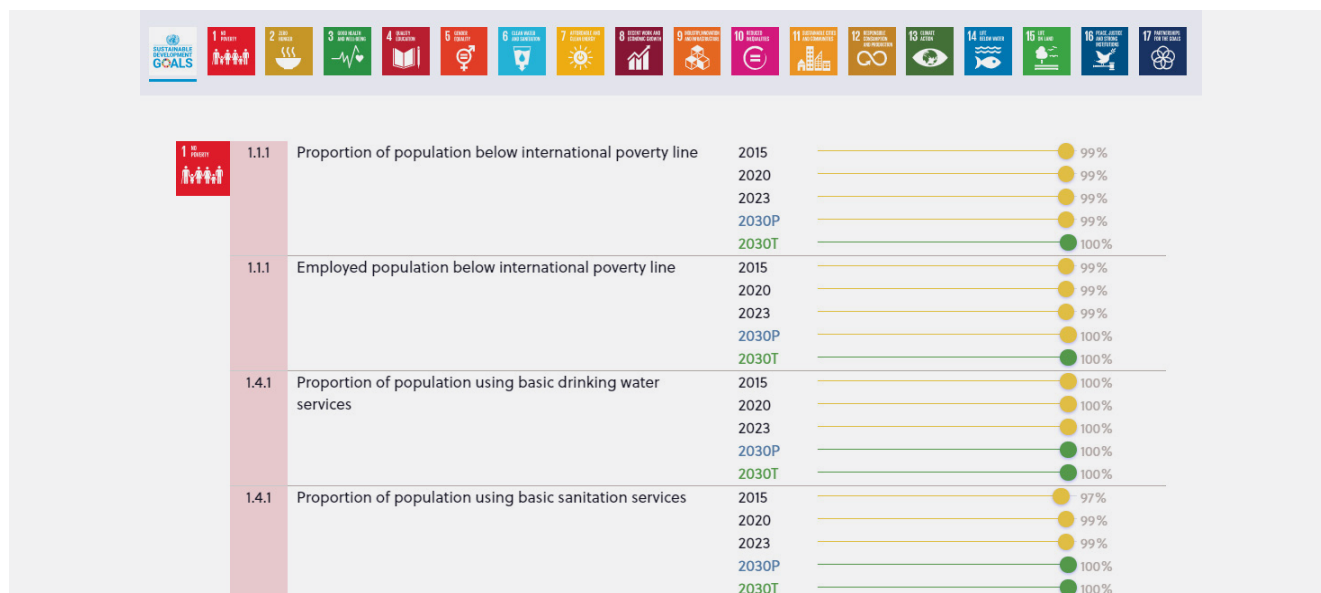 SUSTAINABLE
DEVELOPMENT
GOALS
1 NO
POVERTY
2 ZERO
HUNGER
3 GOOD HEALTH
AND WELL-BEING
4 QUALITY
EDUCATION
5 GENDER
EQUALITY
6 CLEAN WATER
AND SANITATION
7 AFFORDABLE AND
CLEAN ENERGY
8 DECENT WORK AND
ECONOMIC GROWTH
9 INDUSTRY, INNOVATION
AND INFRASTRUCTURE
10 REDUCED
INEQUALITIES
11 SUSTAINABLE CITIES
AND COMMUNITIES
12 RESPONSIBLE
CONSUMPTION
AND PRODUCTION
13 CLIMATE
ACTION
14 LIFE
BELOW WATER
15 LIFE
ON LAND
16 PEACE, JUSTICE
AND STRONG
INSTITUTIONS
17 PARTNERSHIPS
FOR THE GOALS
1 NO
POVERTY
1.1.1 Proportion of population below international poverty line 2015 99%
2020 99%
2023 99%
2030P 99%
2030T 100%
1.1.1 Employed population below international poverty line 2015 99%
2020 99%
2023 99%
2030P 100%
2030T 100%
1.4.1 Proportion of population using basic drinking water 2015 100%
services 2020 100%
2023 100%
2030P 100%
2030T 100%
1.4.1 Proportion of population using basic sanitation services 2015 97%
2020 99%
2023 99%
2030P 100%
2030T 100%